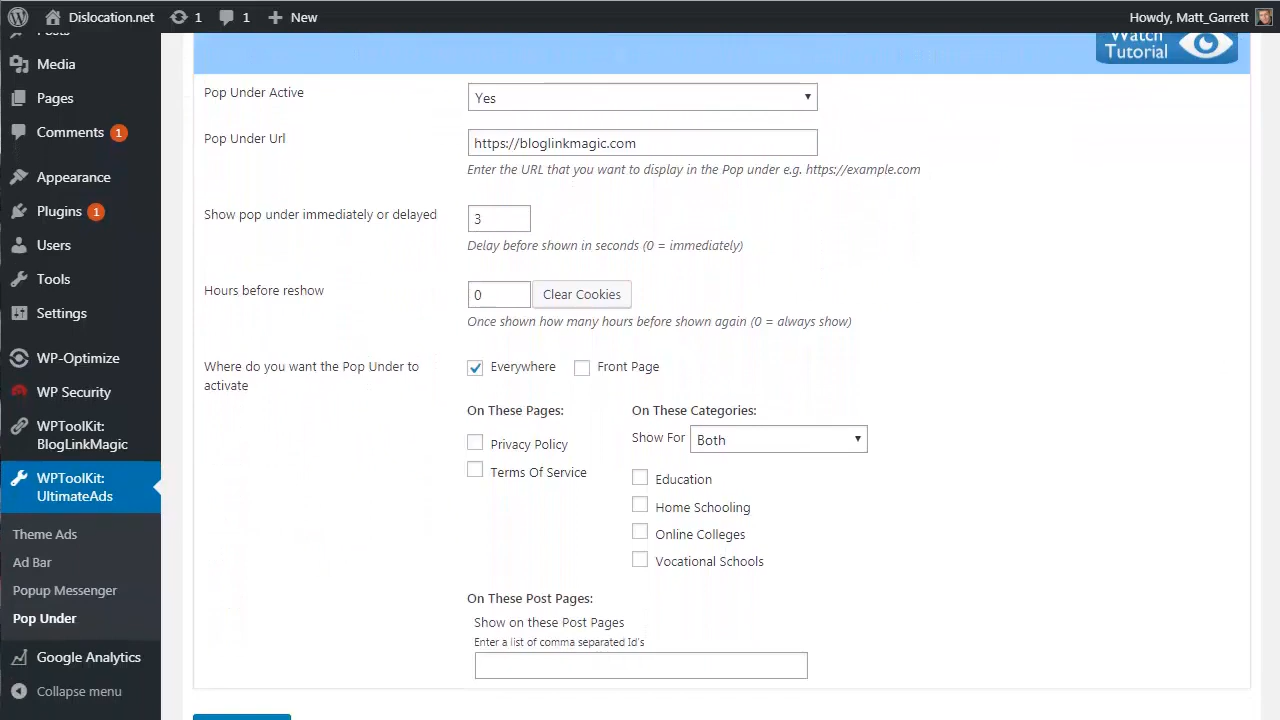 Dislocation.net 1 1 New Howdy, Matt_Garrett
Posts
Media
Pages
Comments 1
Appearance
Plugins 1
Users
Tools
Settings
WP-Optimize
WP Security
WPToolKit:
BlogLinkMagic
WPToolKit:
UltimateAds
Theme Ads
Ad Bar
Popup Messenger
Pop Under
Google Analytics
Collapse menu
Watch
Tutorial
Pop Under Active Yes
Pop Under Url https://bloglinkmagic.com
Enter the URL that you want to display in the Pop under e.g. https://example.com
Show pop under immediately or delayed 3
Delay before shown in seconds (0 = immediately)
Hours before reshow 0 Clear Cookies
Once shown how many hours before shown again (0 = always show)
Where do you want the Pop Under to
activate
Everywhere Front Page
On These Pages:
Privacy Policy
Terms Of Service
On These Categories:
Show For Both
Education
Home Schooling
Online Colleges
Vocational Schools
On These Post Pages:
Show on these Post Pages
Enter a list of comma separated Id's